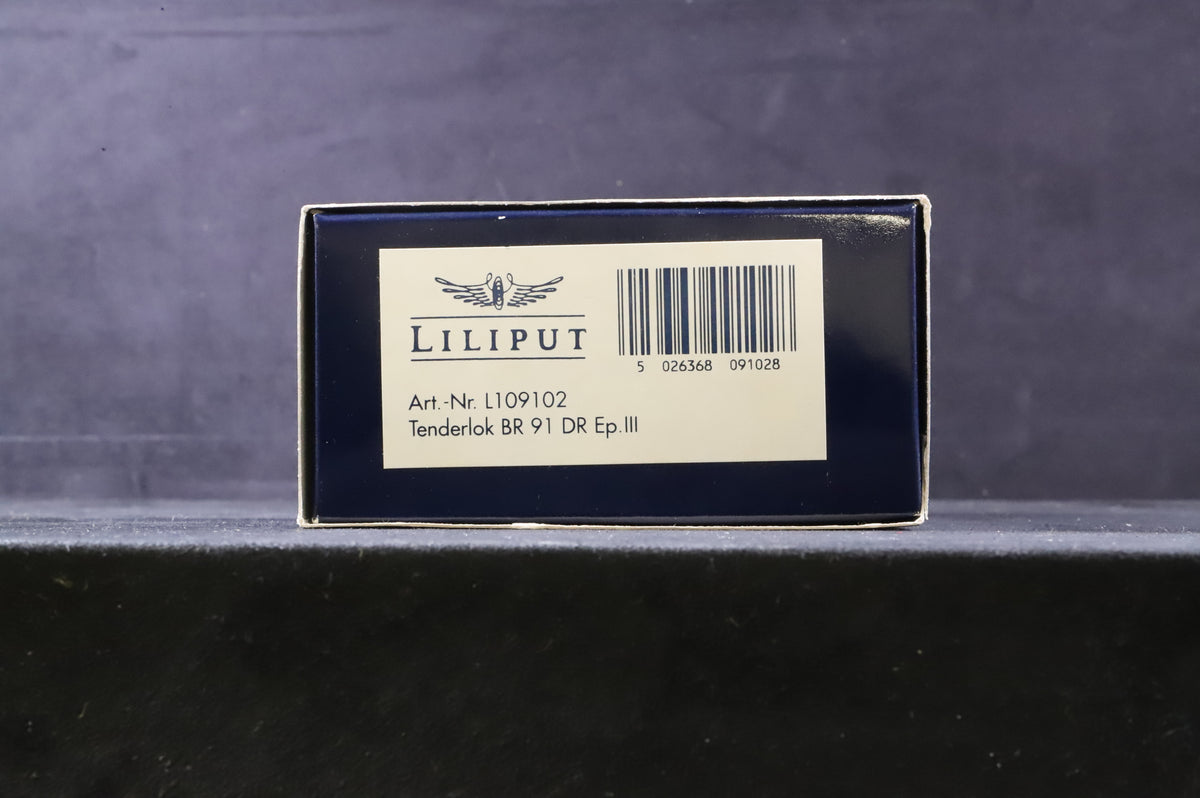 LILIPUT
5 026368 091028
Art.-Nr. L109102
Tenderlok BR 91 DR Ep.III